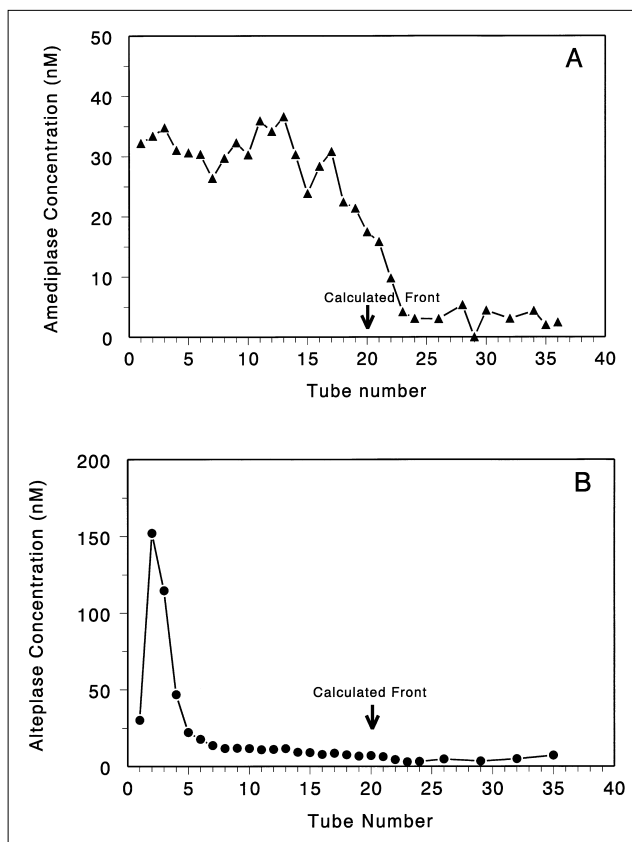 A
Amediplase Concentration (nM)
50
40
30
20
10
0
Calculated Front
0 5 10 15 20 25 30 35 40
Tube number
B
Alteplase Concentration (nM)
200
150
100
50
0
Calculated Front
0 5 10 15 20 25 30 35 40
Tube Number